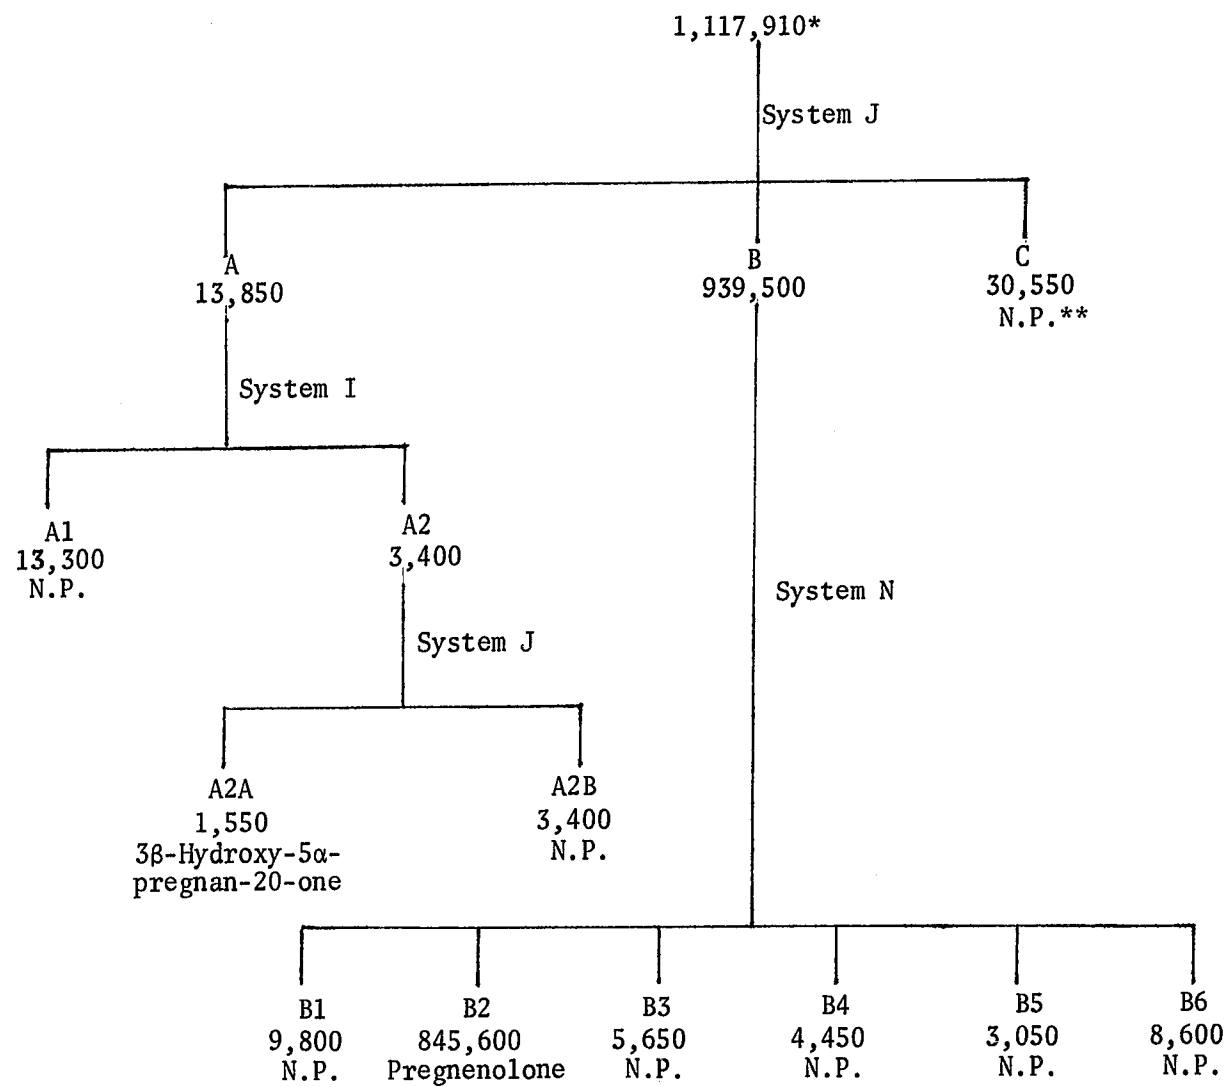 1,117,910*
System J
A
13,850
B
939,500
C
30,550
N.P.**
System I
A1
13,300
N.P.
A2
3,400
System N
System J
A2A
1,550
3β-Hydroxy-5α-
pregnan-20-one
A2B
3,400
N.P.
B1
9,800
N.P.
B2
845,600
Pregnenolone
B3
5,650
N.P.
B4
4,450
N.P.
B5
3,050
N.P.
B6
8,600
N.P.